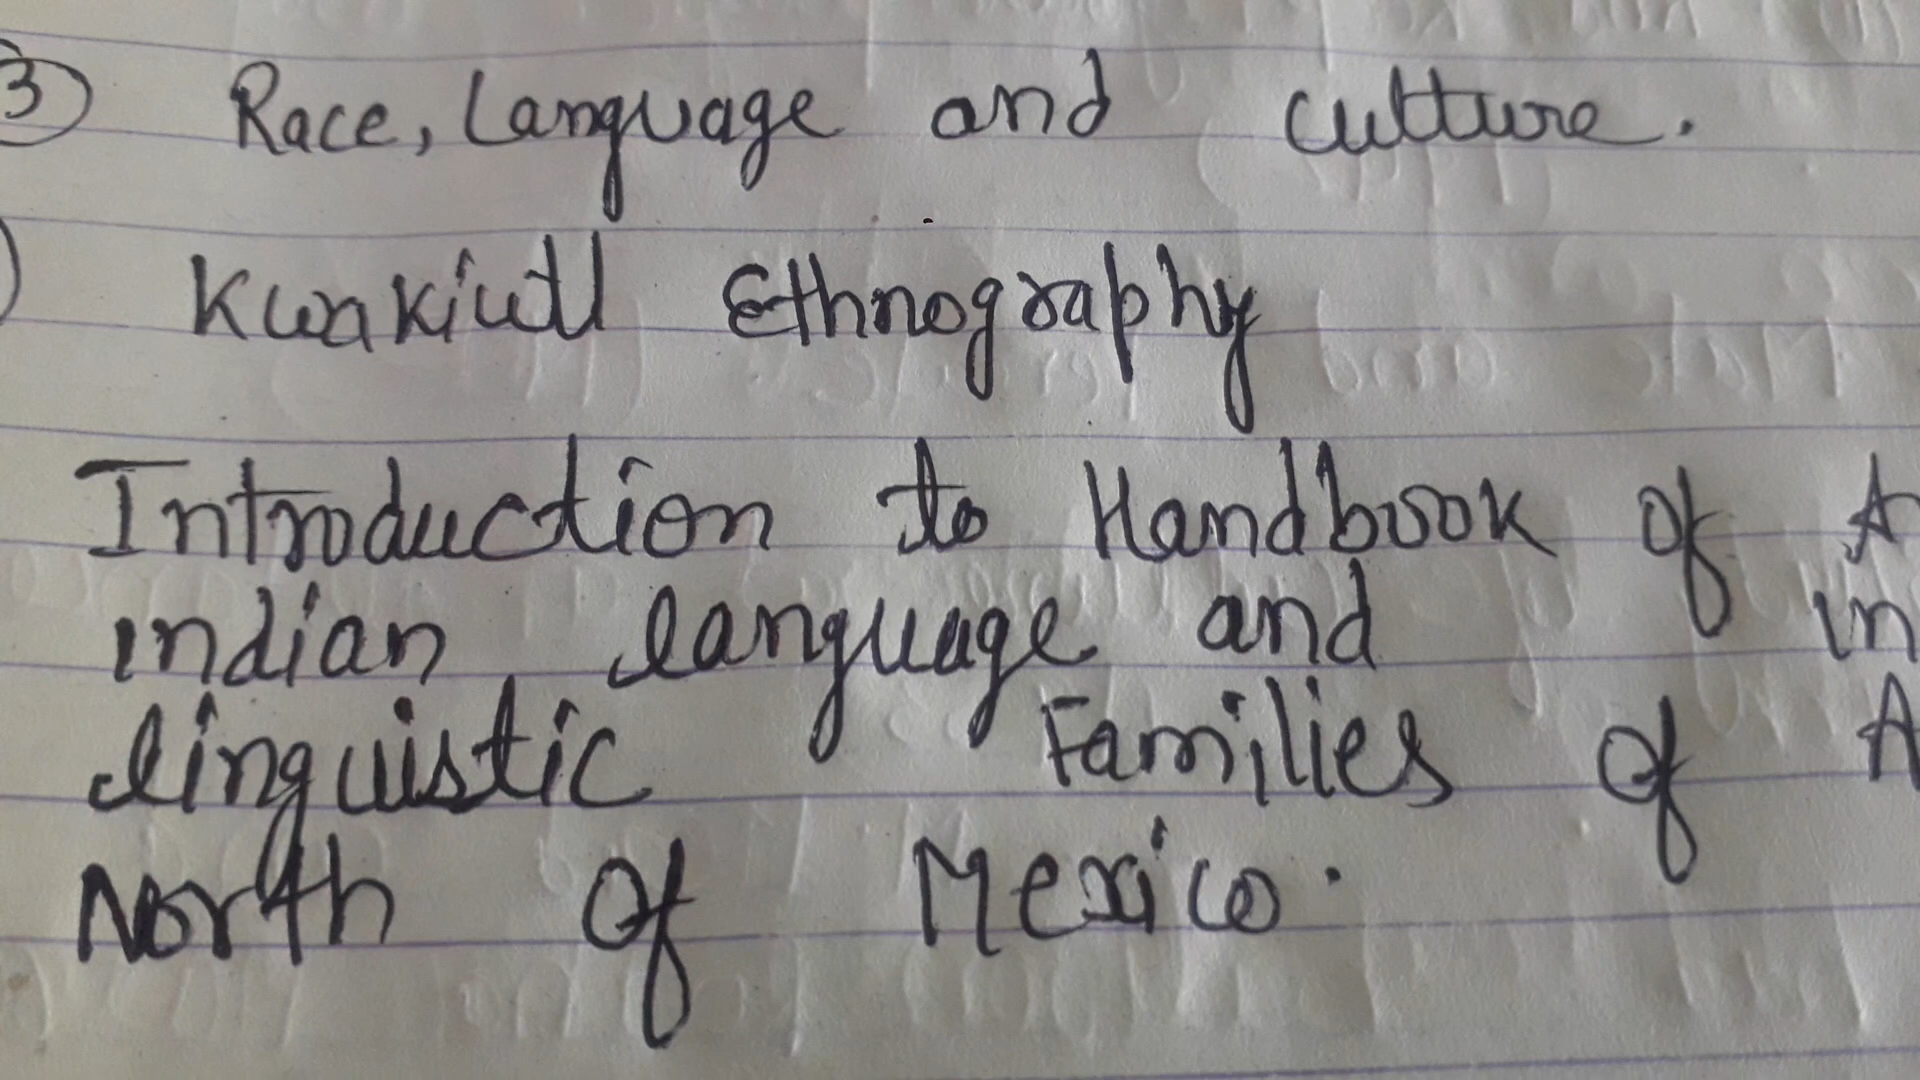 3 Race, Language and culture.
Kwakiutl Ethnography
Introduction to Handbook of A
indian language and in
linguistic Families of A
North of Mexico.